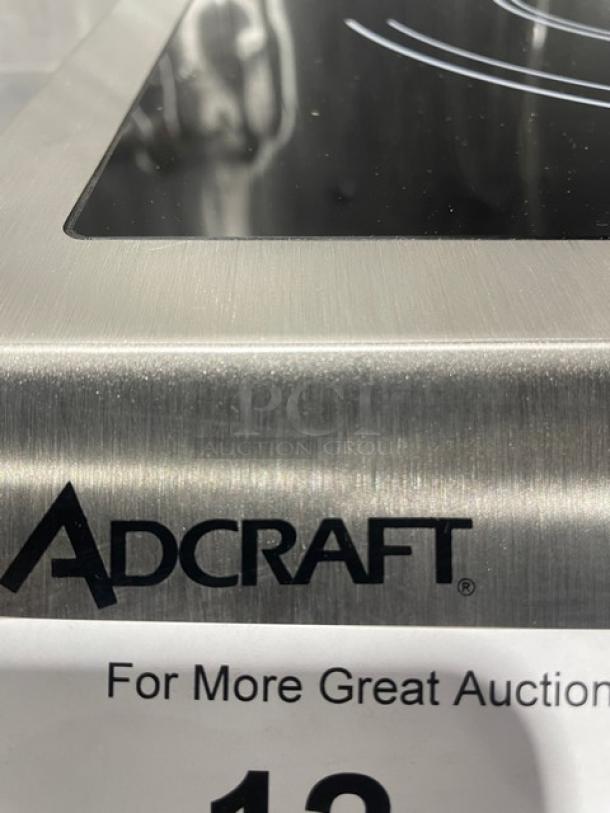 PCI
AUCTION GROUP
ADCRAFT®
For More Great Auction